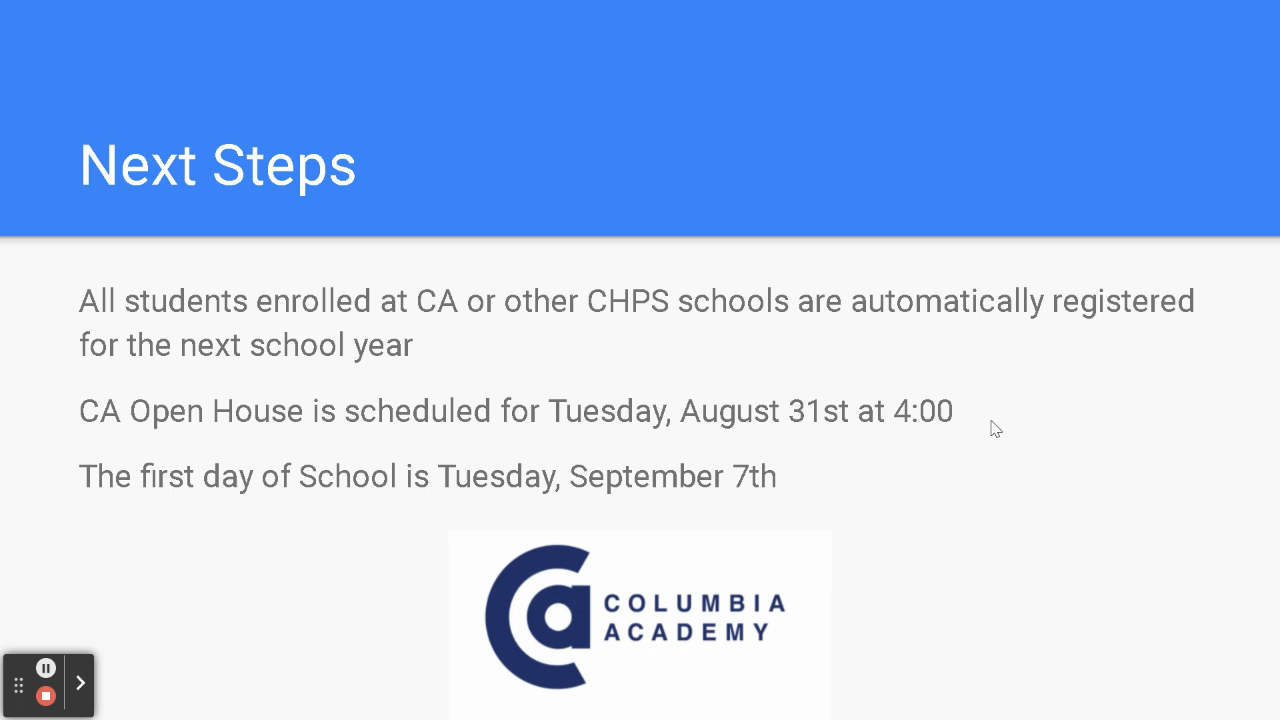 Next Steps
All students enrolled at CA or other CHPS schools are automatically registered
for the next school year
CA Open House is scheduled for Tuesday, August 31st at 4:00
The first day of School is Tuesday, September 7th
Ca COLUMBIA
ACADEMY